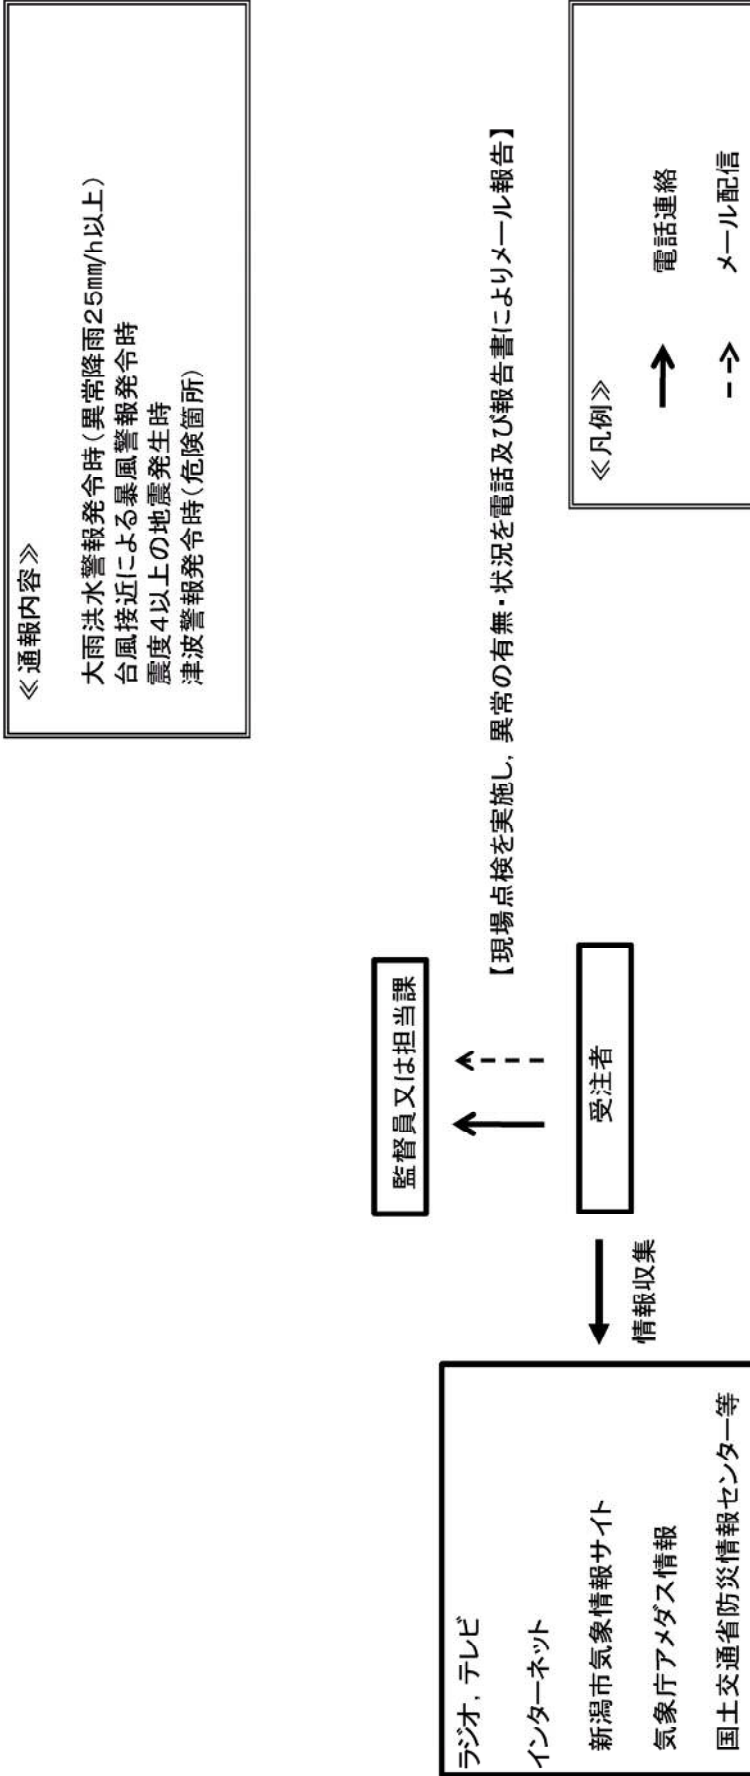 ≪通報内容≫
大雨洪水警報発令時(異常降雨25㎜/h以上)
台風接近による暴風警報発令時
震度4以上の地震発生時
津波警報発令時(危険箇所)
監督員又は担当課
【現場点検を実施し，異常の有無・状況を電話及び報告書によりメール報告】
受注者
情報収集
ラジオ，テレビ
インターネット
新潟市気象情報サイト
気象庁アメダス情報
国土交通省防災情報センター等
≪凡例≫
電話連絡
メール配信